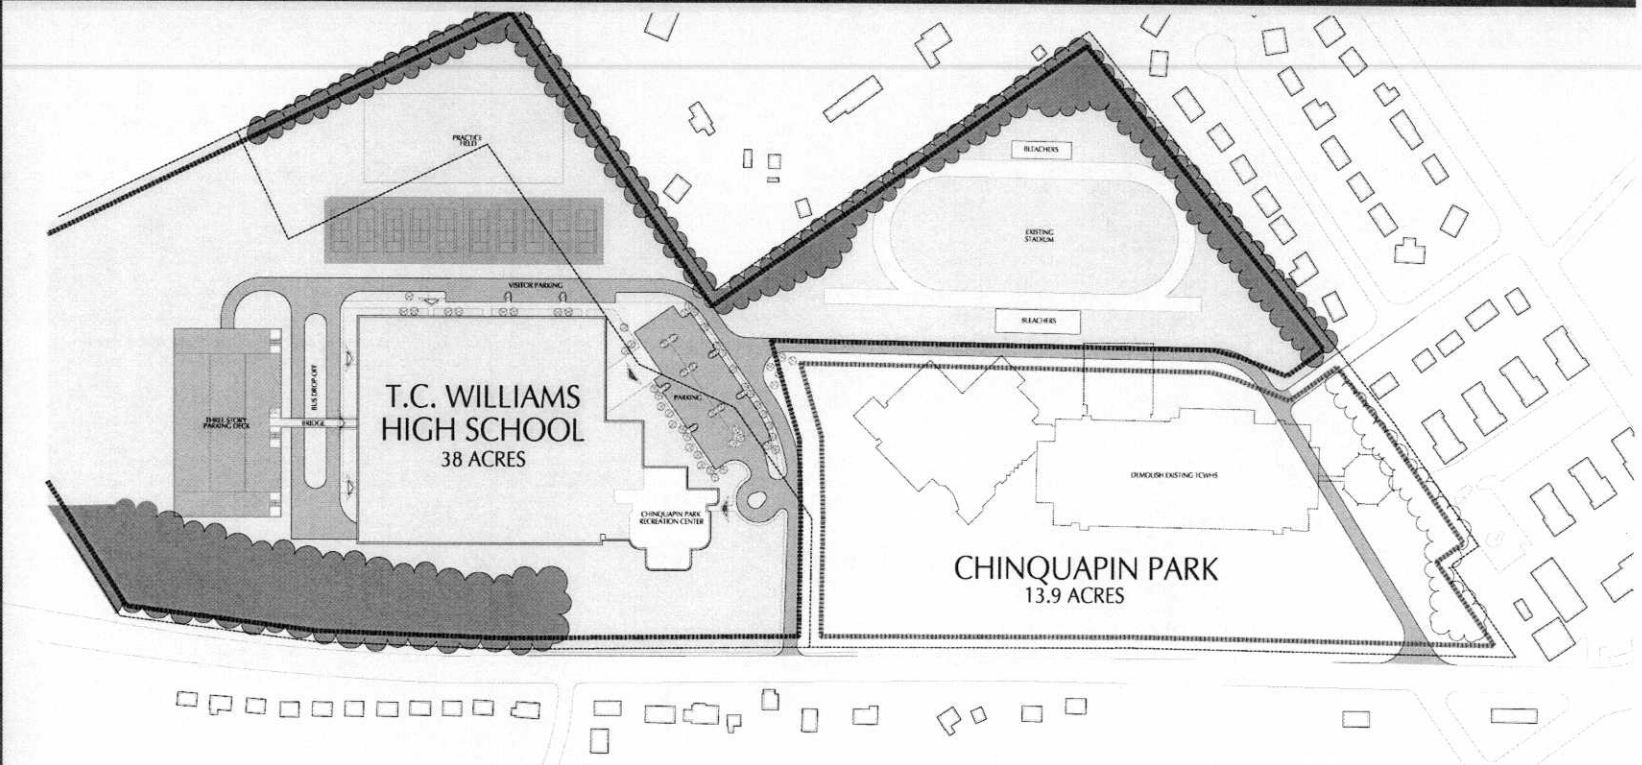 PRACTICE
FIELD
BLEACHERS
EXISTING
STADIUM
VISITOR PARKING
BLEACHERS
BUS DROP-OFF
T.C. WILLIAMS
HIGH SCHOOL
38 ACRES
PARKING
THREE STORY
PARKING DECK
BRIDGE
DEMOLISH EXISTING TCWHS
CHINQUAPIN PARK
RECREATION CENTER
CHINQUAPIN PARK
13.9 ACRES